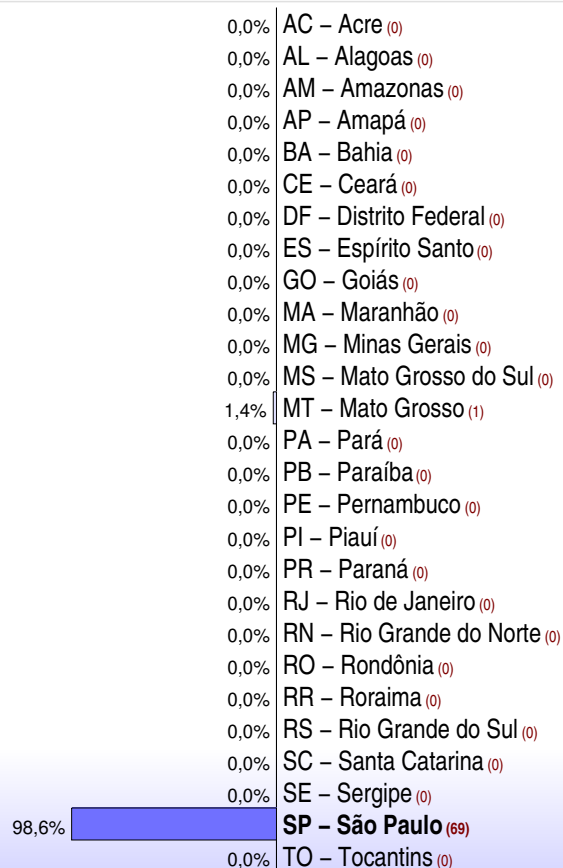 0,0% AC – Acre (0)
0,0% AL – Alagoas (0)
0,0% AM – Amazonas (0)
0,0% AP – Amapá (0)
0,0% BA – Bahia (0)
0,0% CE – Ceará (0)
0,0% DF – Distrito Federal (0)
0,0% ES – Espírito Santo (0)
0,0% GO – Goiás (0)
0,0% MA – Maranhão (0)
0,0% MG – Minas Gerais (0)
0,0% MS – Mato Grosso do Sul (0)
1,4% MT – Mato Grosso (1)
0,0% PA – Pará (0)
0,0% PB – Paraíba (0)
0,0% PE – Pernambuco (0)
0,0% PI – Piauí (0)
0,0% PR – Paraná (0)
0,0% RJ – Rio de Janeiro (0)
0,0% RN – Rio Grande do Norte (0)
0,0% RO – Rondônia (0)
0,0% RR – Roraima (0)
0,0% RS – Rio Grande do Sul (0)
0,0% SC – Santa Catarina (0)
0,0% SE – Sergipe (0)
98,6% SP – São Paulo (69)
0,0% TO – Tocantins (0)